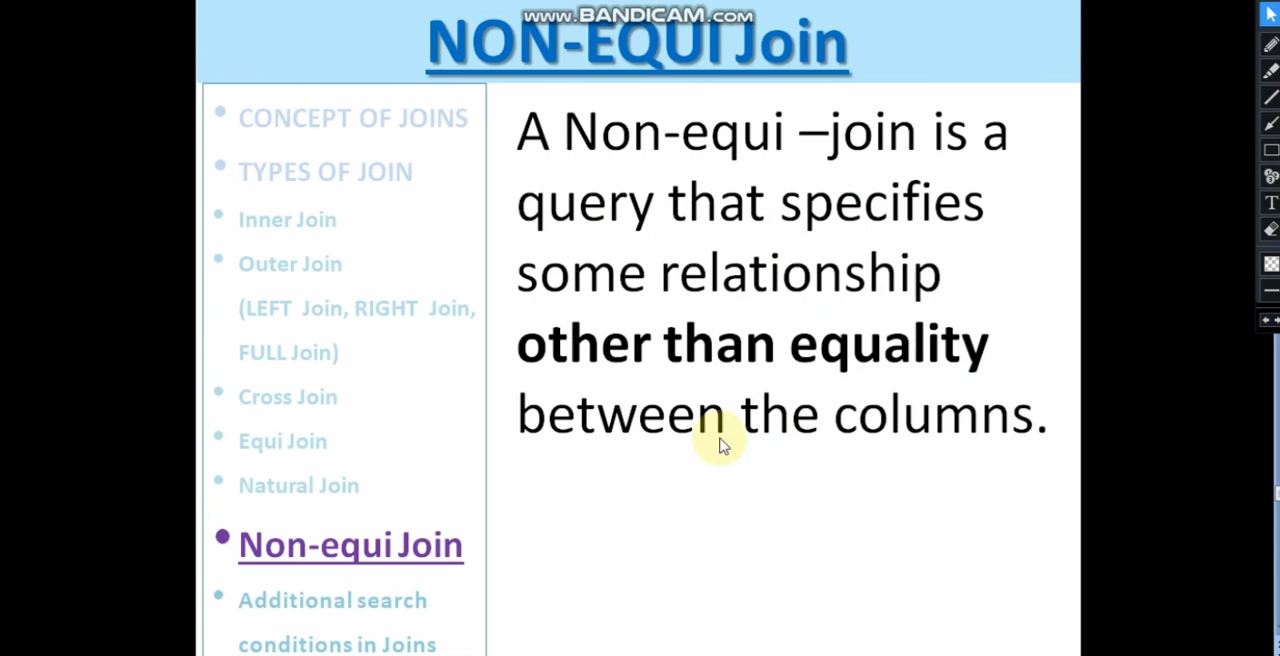 www.BANDICAM.com
NON-EQUI Join
• CONCEPT OF JOINS
• TYPES OF JOIN
• Inner Join
• Outer Join
(LEFT Join, RIGHT Join,
FULL Join)
• Cross Join
• Equi Join
• Natural Join
• Non-equi Join
• Additional search
conditions in Joins
A Non-equi –join is a
query that specifies
some relationship
other than equality
between the columns.
T